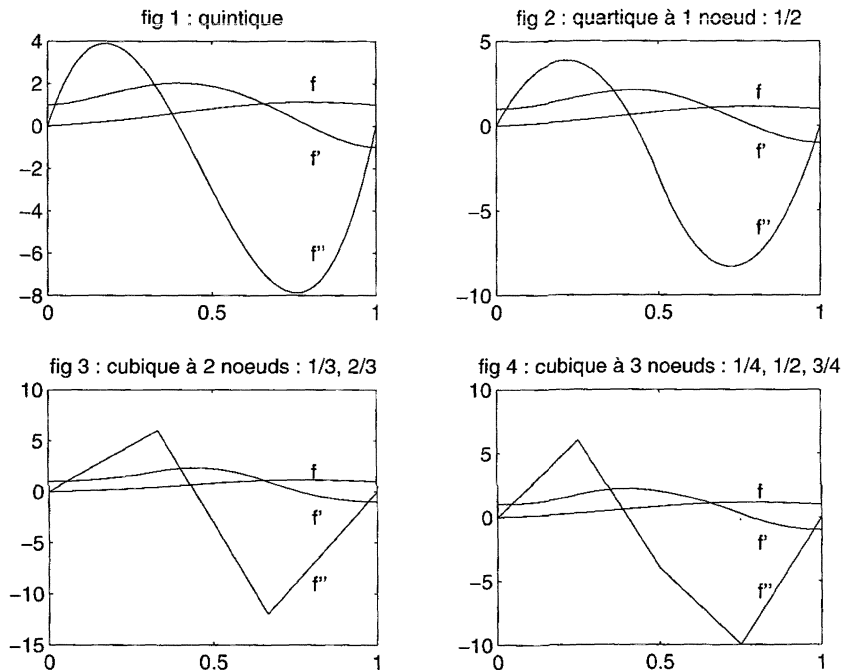 fig 1 : quintique
4
2
0
−2
−4
−6
−8
0
0.5
1
f
f'
f''
fig 2 : quartique à 1 noeud : 1/2
5
0
−5
−10
0
0.5
1
f
f'
f''
fig 3 : cubique à 2 noeuds : 1/3, 2/3
10
5
0
−5
−10
−15
0
0.5
1
f
f'
f''
fig 4 : cubique à 3 noeuds : 1/4, 1/2, 3/4
10
5
0
−5
−10
0
0.5
1
f
f'
f''